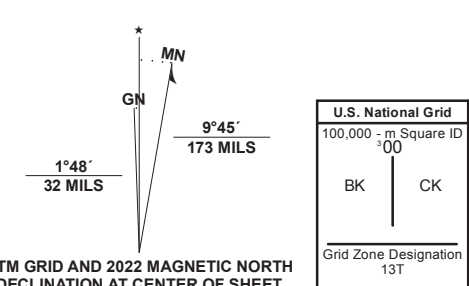 ★
MN
GN
9°45´
173 MILS
1°48´
32 MILS
TM GRID AND 2022 MAGNETIC NORTH
DECLINATION AT CENTER OF SHEET
U.S. National Grid
100,000 - m Square ID
³00
BK CK
Grid Zone Designation
13T